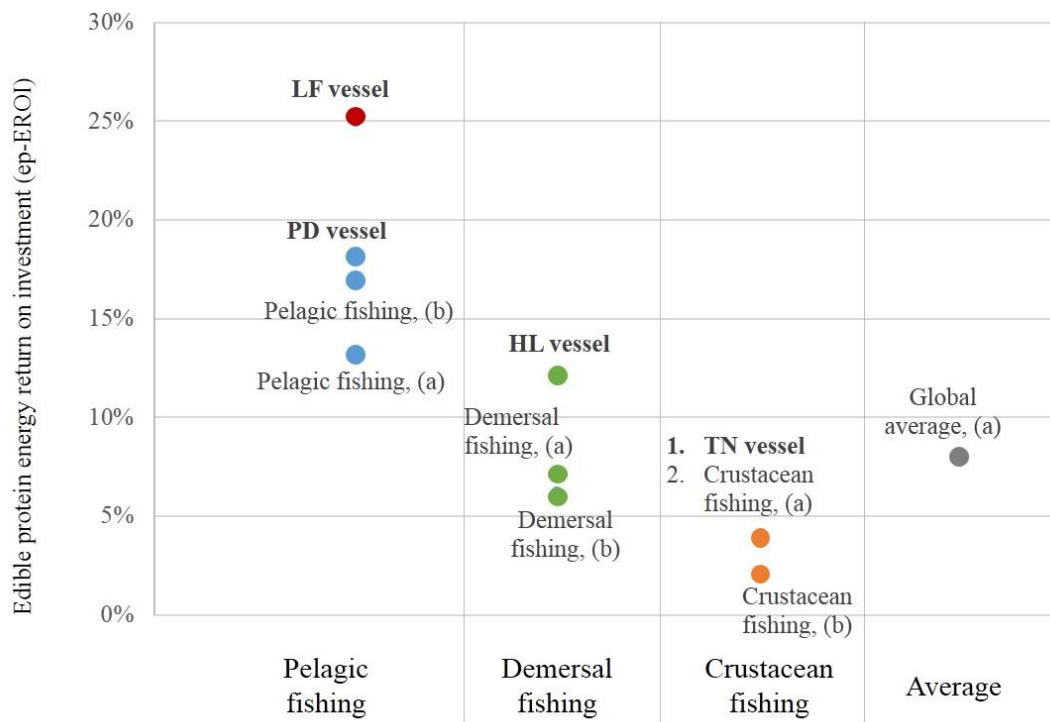 Edible protein energy return on investment (ep-EROI)
30%
25%
20%
15%
10%
5%
0%
LF vessel
PD vessel
Pelagic fishing, (b)
Pelagic fishing, (a)
HL vessel
Demersal
fishing, (a)
Demersal
fishing, (b)
1. TN vessel
2. Crustacean
fishing, (a)
Crustacean
fishing, (b)
Global
average, (a)
Pelagic
fishing
Demersal
fishing
Crustacean
fishing
Average